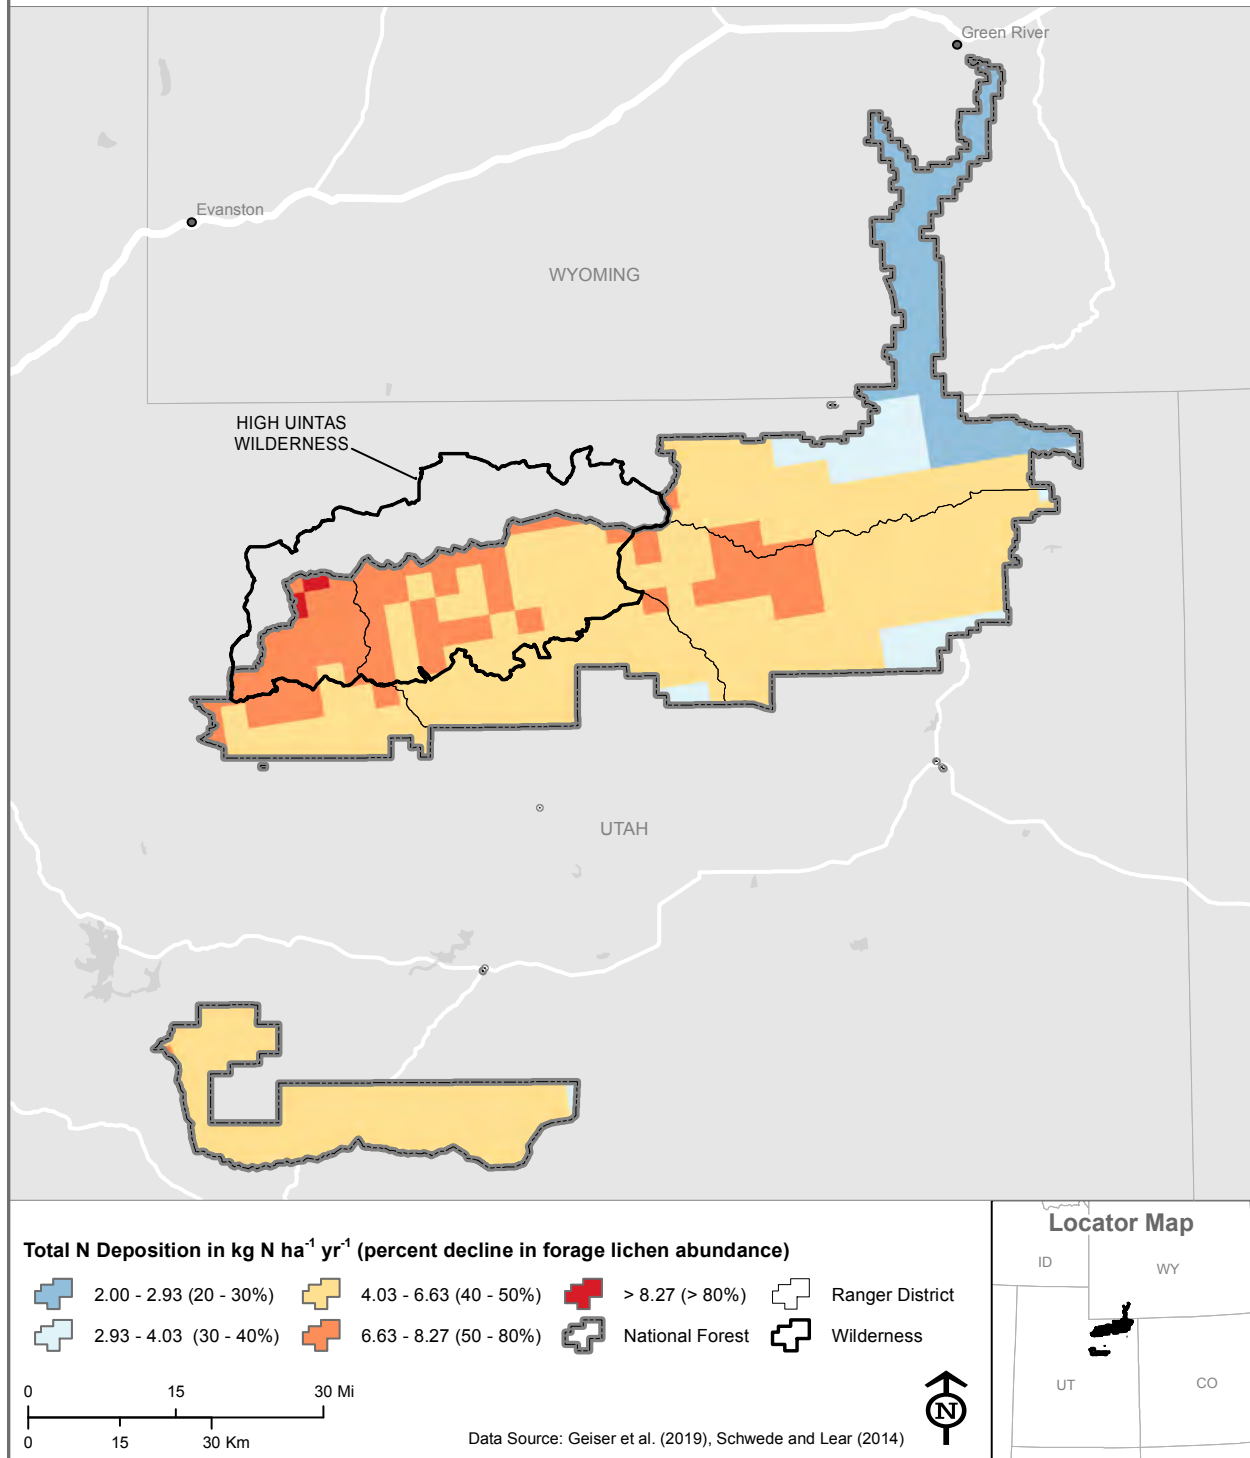 Green River
Evanston
WYOMING
HIGH UINTAS
WILDERNESS
UTAH
Total N Deposition in kg N ha-1 yr-1 (percent decline in forage lichen abundance)
2.00 - 2.93 (20 - 30%)
4.03 - 6.63 (40 - 50%)
> 8.27 (> 80%)
Ranger District
2.93 - 4.03 (30 - 40%)
6.63 - 8.27 (50 - 80%)
National Forest
Wilderness
0 15 30 Mi
0 15 30 Km
N
Data Source: Geiser et al. (2019), Schwede and Lear (2014)
Locator Map
ID
WY
UT
CO